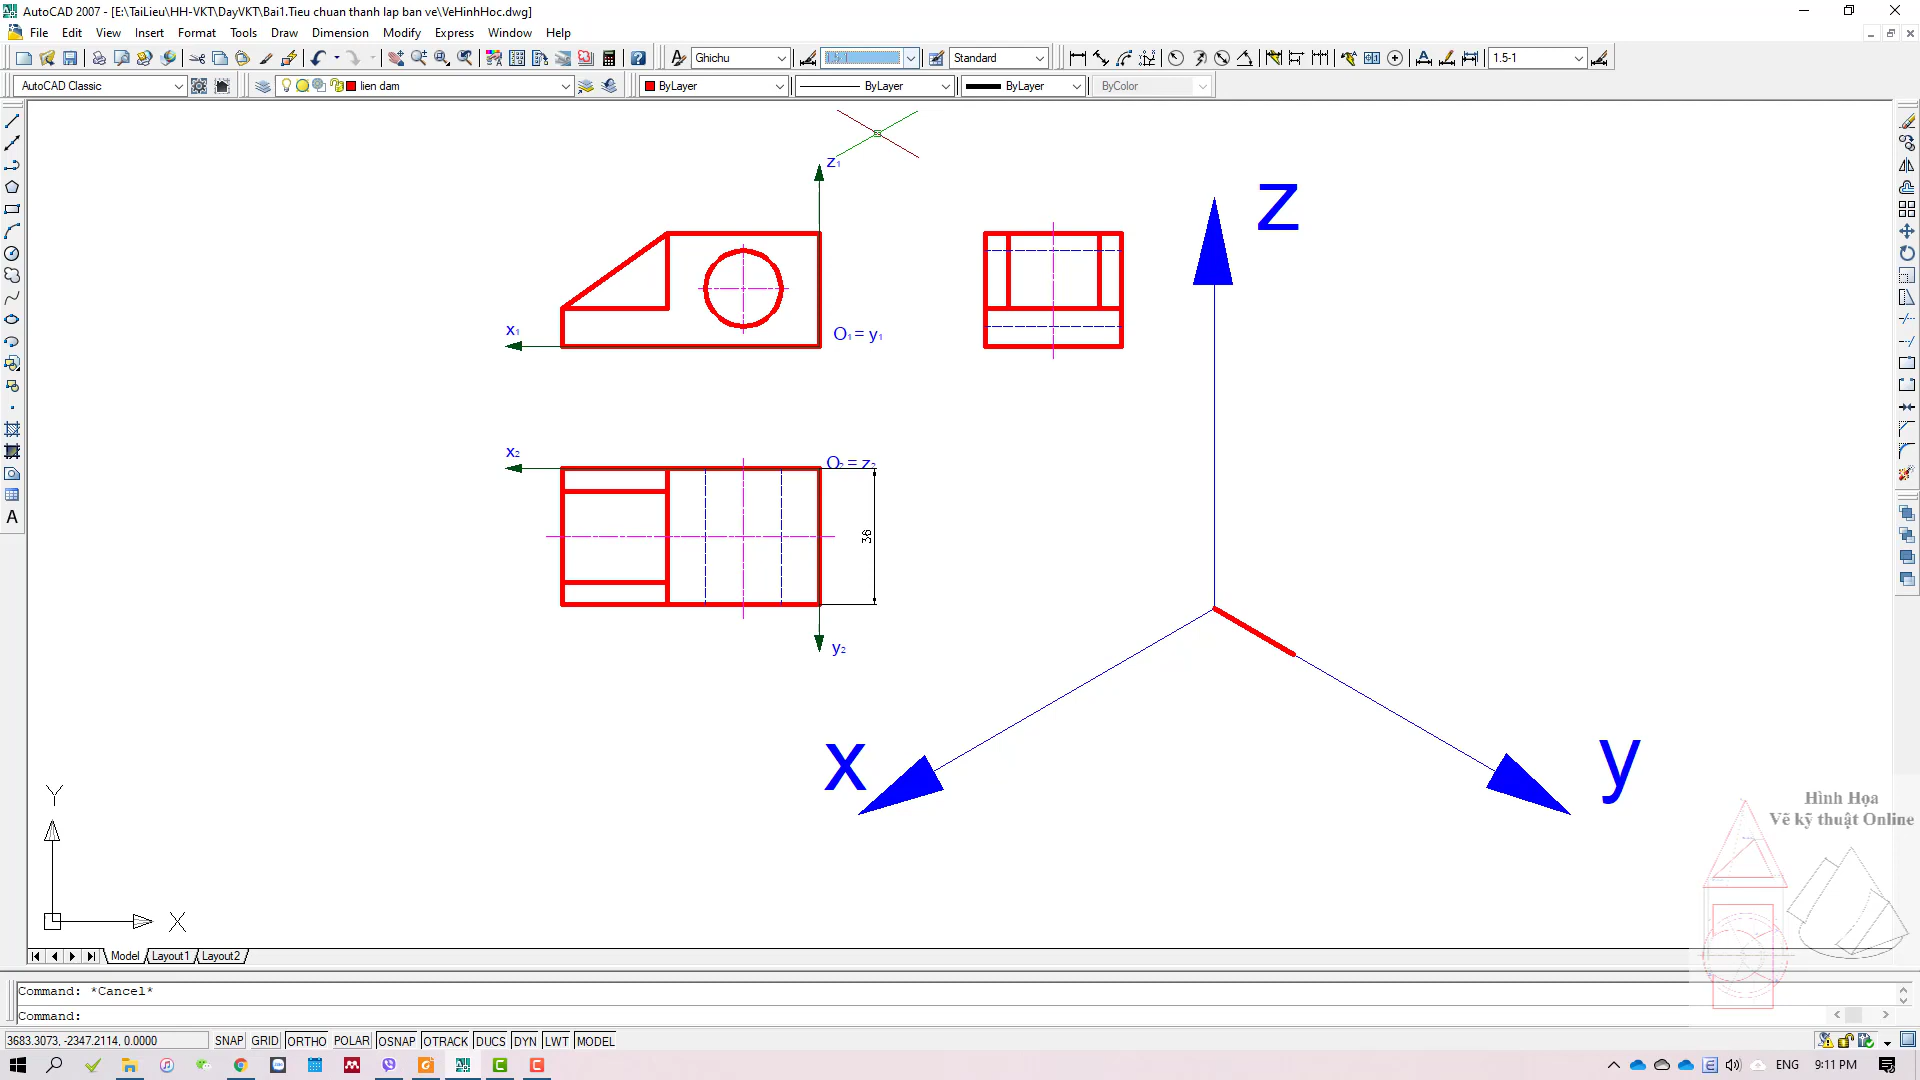 AutoCAD 2007 - [E:\TaiLieu\HH-VKT\DayVKT\Bai1.Tieu chuan thanh lap ban ve\VeHinhHoc.dwg]
File Edit View Insert Format Tools Draw Dimension Modify Express Window Help
Ghichu Standard 1.5-1
AutoCAD Classic lien dam ByLayer ByLayer ByLayer ByColor
z1
z
x1 O1 = y1
x2 O2 = z2
36
y2
x y
Hình Họa
Vẽ kỹ thuật Online
Y
X
Model Layout1 Layout2
Command: *Cancel*
Command:
3683.3073, -2347.2114, 0.0000 SNAP GRID ORTHO POLAR OSNAP OTRACK DUCS DYN LWT MODEL
ENG 9:11 PM